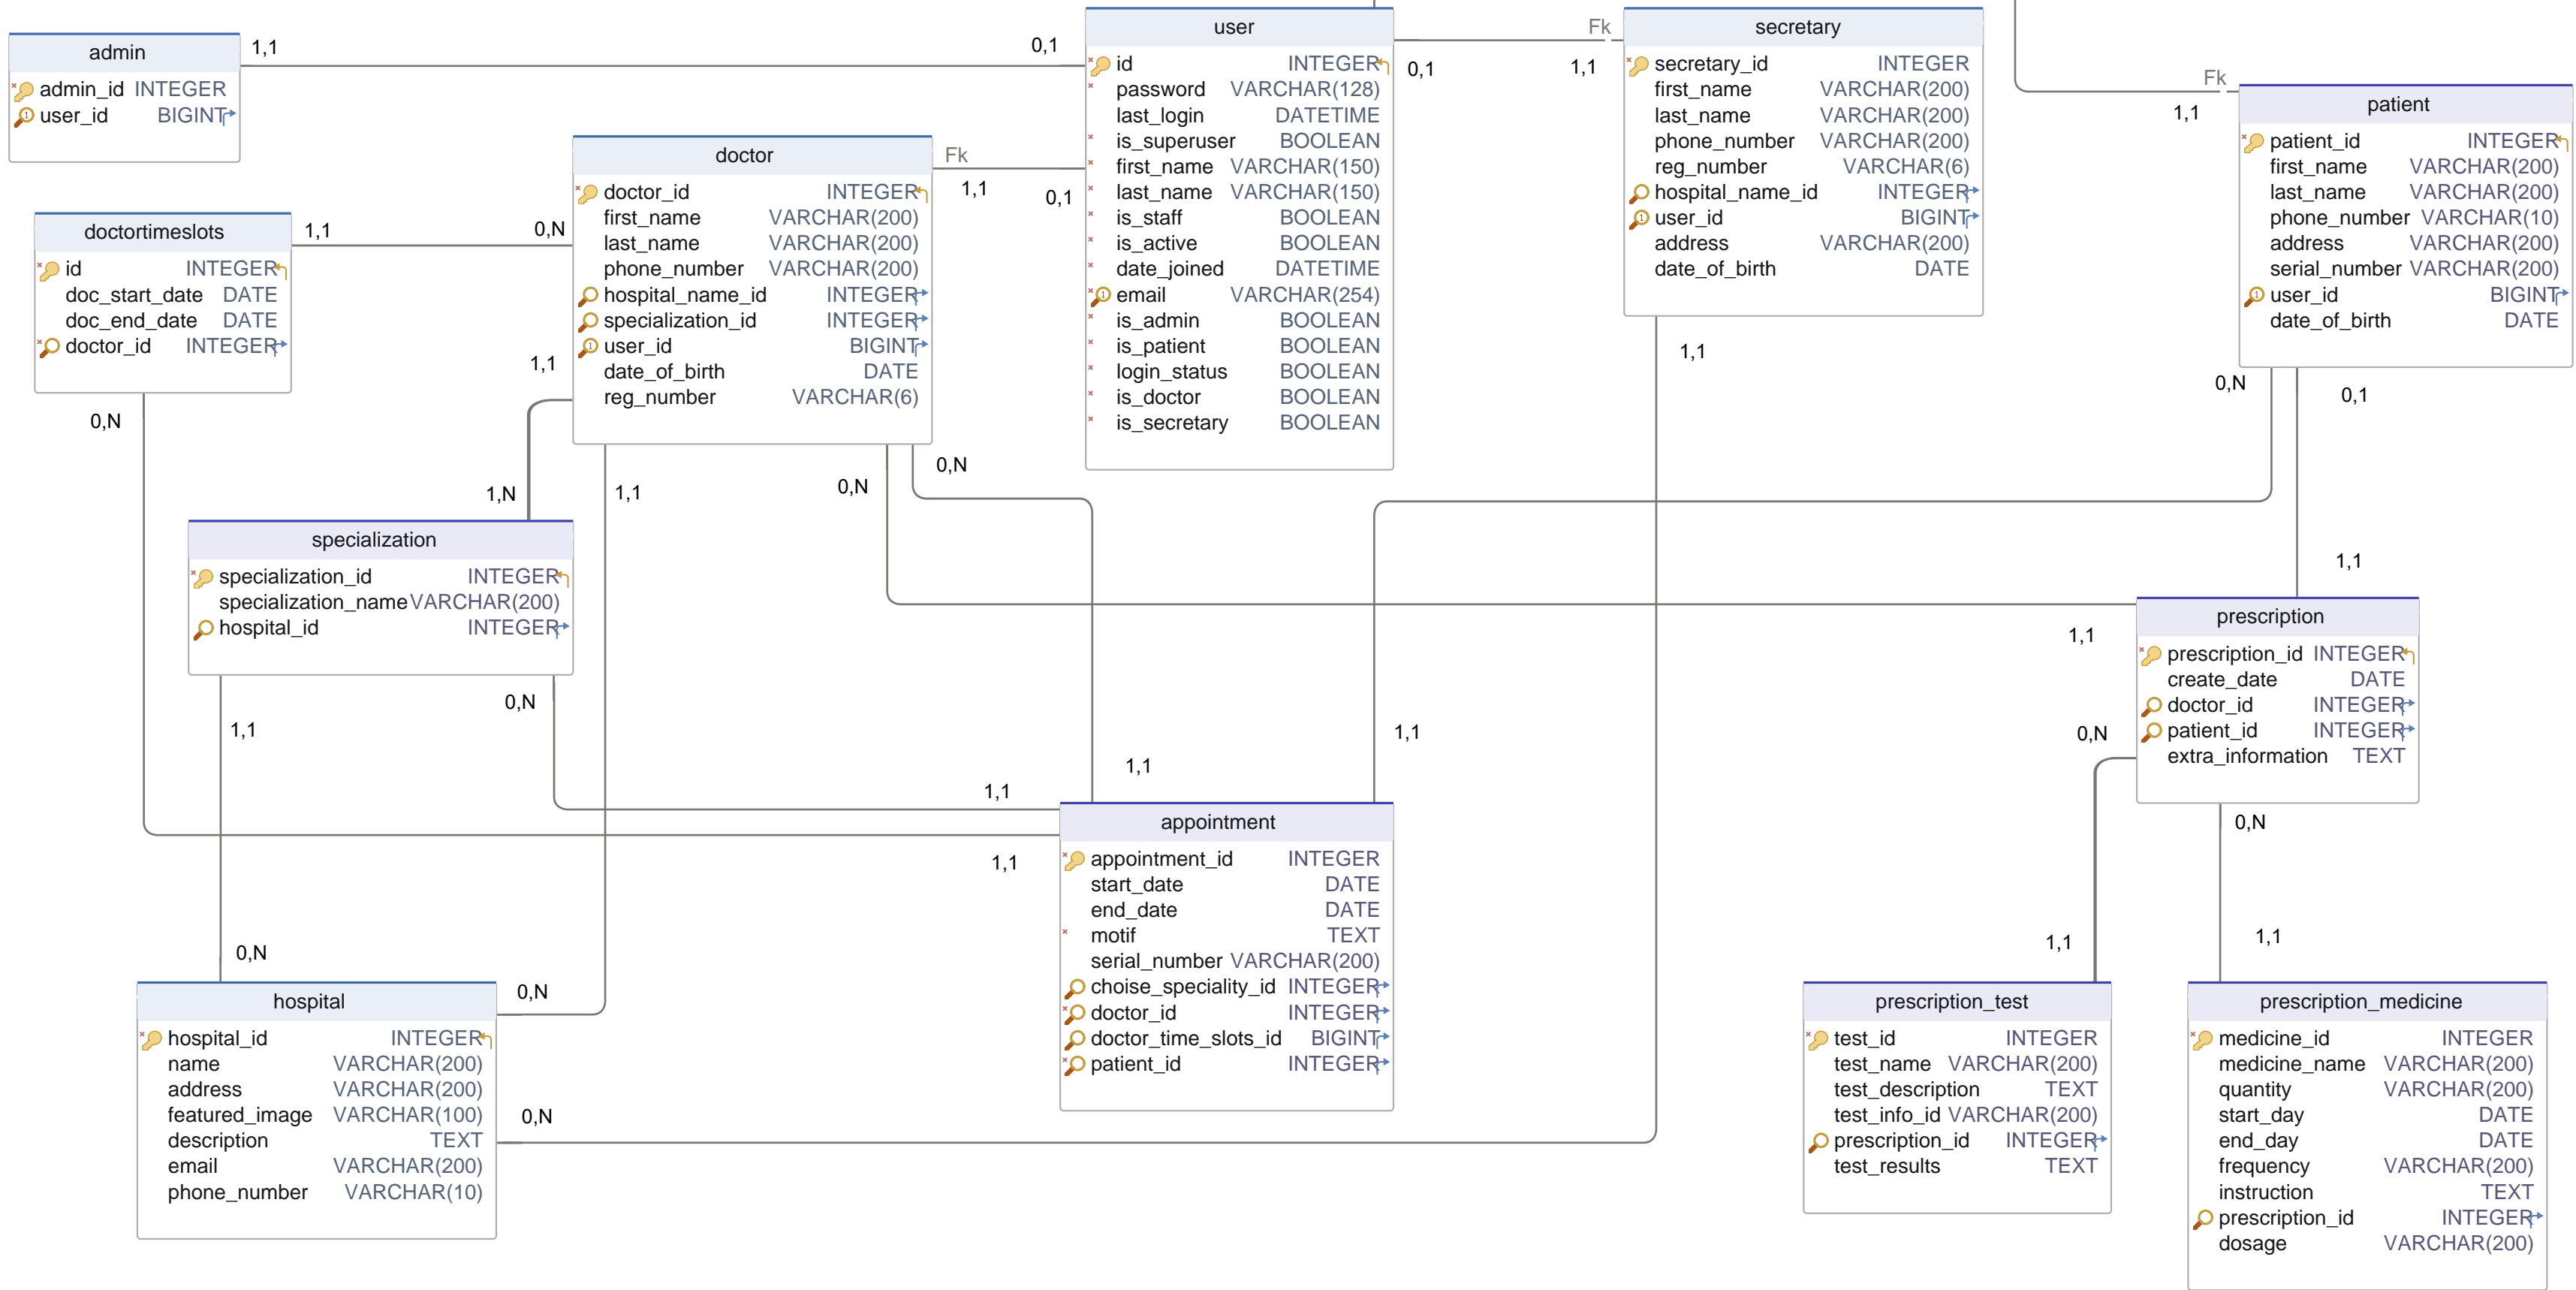 admin
admin_id INTEGER
user_id BIGINT
1,1
0,1
user
id INTEGER
password VARCHAR(128)
last_login DATETIME
is_superuser BOOLEAN
first_name VARCHAR(150)
last_name VARCHAR(150)
is_staff BOOLEAN
is_active BOOLEAN
date_joined DATETIME
email VARCHAR(254)
is_admin BOOLEAN
is_patient BOOLEAN
login_status BOOLEAN
is_doctor BOOLEAN
is_secretary BOOLEAN
Fk
0,1
1,1
secretary
secretary_id INTEGER
first_name VARCHAR(200)
last_name VARCHAR(200)
phone_number VARCHAR(200)
reg_number VARCHAR(6)
hospital_name_id INTEGER
user_id BIGINT
address VARCHAR(200)
date_of_birth DATE
1,1
Fk
1,1
patient
patient_id INTEGER
first_name VARCHAR(200)
last_name VARCHAR(200)
phone_number VARCHAR(10)
address VARCHAR(200)
serial_number VARCHAR(200)
user_id BIGINT
date_of_birth DATE
0,N
0,1
doctor
doctor_id INTEGER
first_name VARCHAR(200)
last_name VARCHAR(200)
phone_number VARCHAR(200)
hospital_name_id INTEGER
specialization_id INTEGER
user_id BIGINT
date_of_birth DATE
reg_number VARCHAR(6)
Fk
1,1
0,1
doctortimeslots
id INTEGER
doc_start_date DATE
doc_end_date DATE
doctor_id INTEGER
1,1
0,N
0,N
1,1
1,N
1,1
0,N
0,N
specialization
specialization_id INTEGER
specialization_name VARCHAR(200)
hospital_id INTEGER
1,1
0,N
1,1
1,1
1,1
1,1
1,1
1,1
prescription
prescription_id INTEGER
create_date DATE
doctor_id INTEGER
patient_id INTEGER
extra_information TEXT
0,N
0,N
appointment
appointment_id INTEGER
start_date DATE
end_date DATE
motif TEXT
serial_number VARCHAR(200)
choise_speciality_id INTEGER
doctor_id INTEGER
doctor_time_slots_id BIGINT
patient_id INTEGER
0,N
0,N
0,N
hospital
hospital_id INTEGER
name VARCHAR(200)
address VARCHAR(200)
featured_image VARCHAR(100)
description TEXT
email VARCHAR(200)
phone_number VARCHAR(10)
1,1
1,1
prescription_test
test_id INTEGER
test_name VARCHAR(200)
test_description TEXT
test_info_id VARCHAR(200)
prescription_id INTEGER
test_results TEXT
prescription_medicine
medicine_id INTEGER
medicine_name VARCHAR(200)
quantity VARCHAR(200)
start_day DATE
end_day DATE
frequency VARCHAR(200)
instruction TEXT
prescription_id INTEGER
dosage VARCHAR(200)